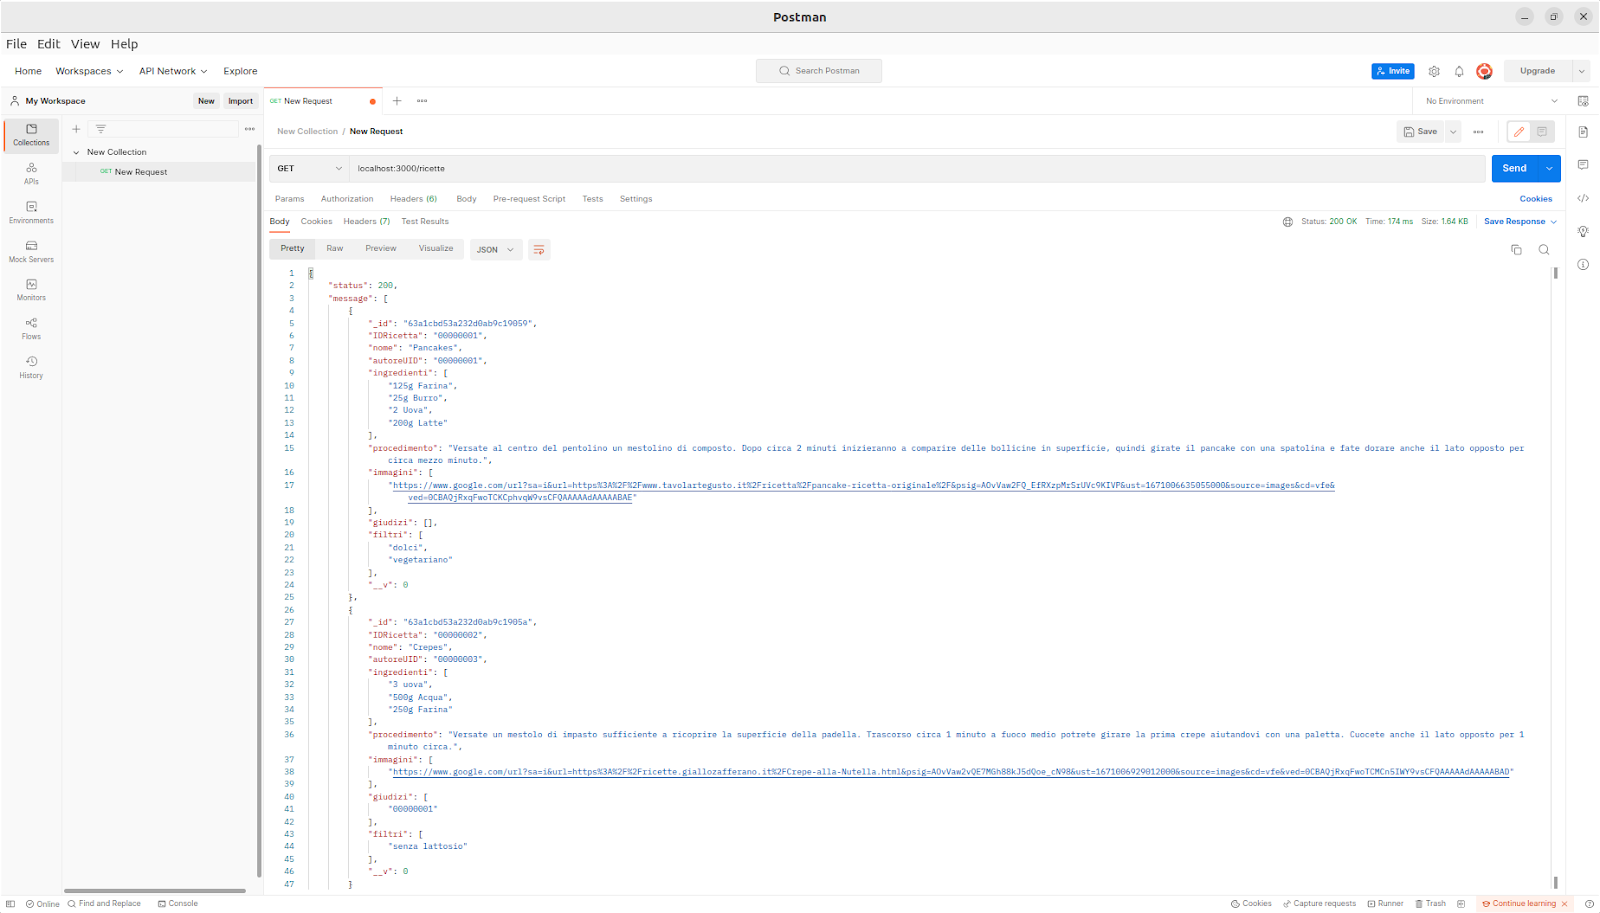 Postman
File Edit View Help
Home Workspaces API Network Explore
Search Postman
Invite
Upgrade
My Workspace
New Import
GET New Request
No Environment
New Collection / New Request
Save
Collections
APIs
Environments
Mock Servers
Monitors
Flows
History
New Collection
GET New Request
GET localhost:3000/ricette
Send
Params Authorization Headers (6) Body Pre-request Script Tests Settings
Cookies
Body Cookies Headers (7) Test Results
Status: 200 OK Time: 174 ms Size: 1.64 KB Save Response
Pretty Raw Preview Visualize JSON
1 {
2 "status": 200,
3 "message": [
4 {
5 "_id": "63a1cbd53a232d0ab9c19059",
6 "IDRicetta": "00000001",
7 "nome": "Pancakes",
8 "autoreUID": "00000001",
9 "ingredienti": [
10 "125g Farina",
11 "25g Burro",
12 "2 Uova",
13 "200g Latte"
14 ],
15 "procedimento": "Versate al centro del pentolino un mestolino di composto. Dopo circa 2 minuti inizieranno a comparire delle bollicine in superficie, quindi girate il pancake con una spatolina e fate dorare anche il lato opposto per
circa mezzo minuto.",
16 "immagini": [
17 "https://www.google.com/url?sa=i&url=https%3A%2F%2Fwww.tavolartegusto.it%2Fricetta%2Fpancake-ricetta-originale%2F&psig=AOvVaw2FQ_EfRXzpMrSrUVc9KIVP&ust=1671006635055000&source=images&cd=vfe&
ved=0CBAQjRxqFwoTCKCphvqW9vsCFQAAAAAdAAAAABAE"
18 ],
19 "giudizi": [],
20 "filtri": [
21 "dolci",
22 "vegetariano"
23 ],
24 "__v": 0
25 },
26 {
27 "_id": "63a1cbd53a232d0ab9c1905a",
28 "IDRicetta": "00000002",
29 "nome": "Crepes",
30 "autoreUID": "00000003",
31 "ingredienti": [
32 "3 uova",
33 "500g Acqua",
34 "250g Farina"
35 ],
36 "procedimento": "Versate un mestolo di impasto sufficiente a ricoprire la superficie della padella. Trascorso circa 1 minuto a fuoco medio potrete girare la prima crepe aiutandovi con una paletta. Cuocete anche il lato opposto per 1
minuto circa.",
37 "immagini": [
38 "https://www.google.com/url?sa=i&url=https%3A%2F%2Fricette.giallozafferano.it%2FCrepe-alla-Nutella.html&psig=AOvVaw2vQE7MGh88kJ5dQoe_cN98&ust=1671006929012000&source=images&cd=vfe&ved=0CBAQjRxqFwoTCMCn5IWY9vsCFQAAAAAdAAAAABAD"
39 ],
40 "giudizi": [
41 "00000001"
42 ],
43 "filtri": [
44 "senza lattosio"
45 ],
46 "__v": 0
47 }
Online Find and Replace Console
Cookies Capture requests Runner Trash Continue learning